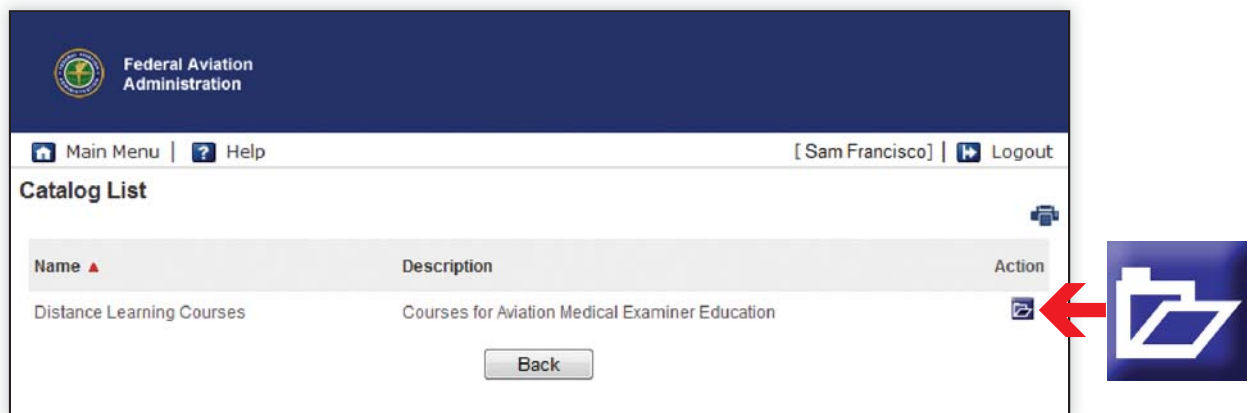 Federal Aviation
Administration
Main Menu | ? Help [ Sam Francisco] | Logout
Catalog List
Name Description Action
Distance Learning Courses Courses for Aviation Medical Examiner Education
Back